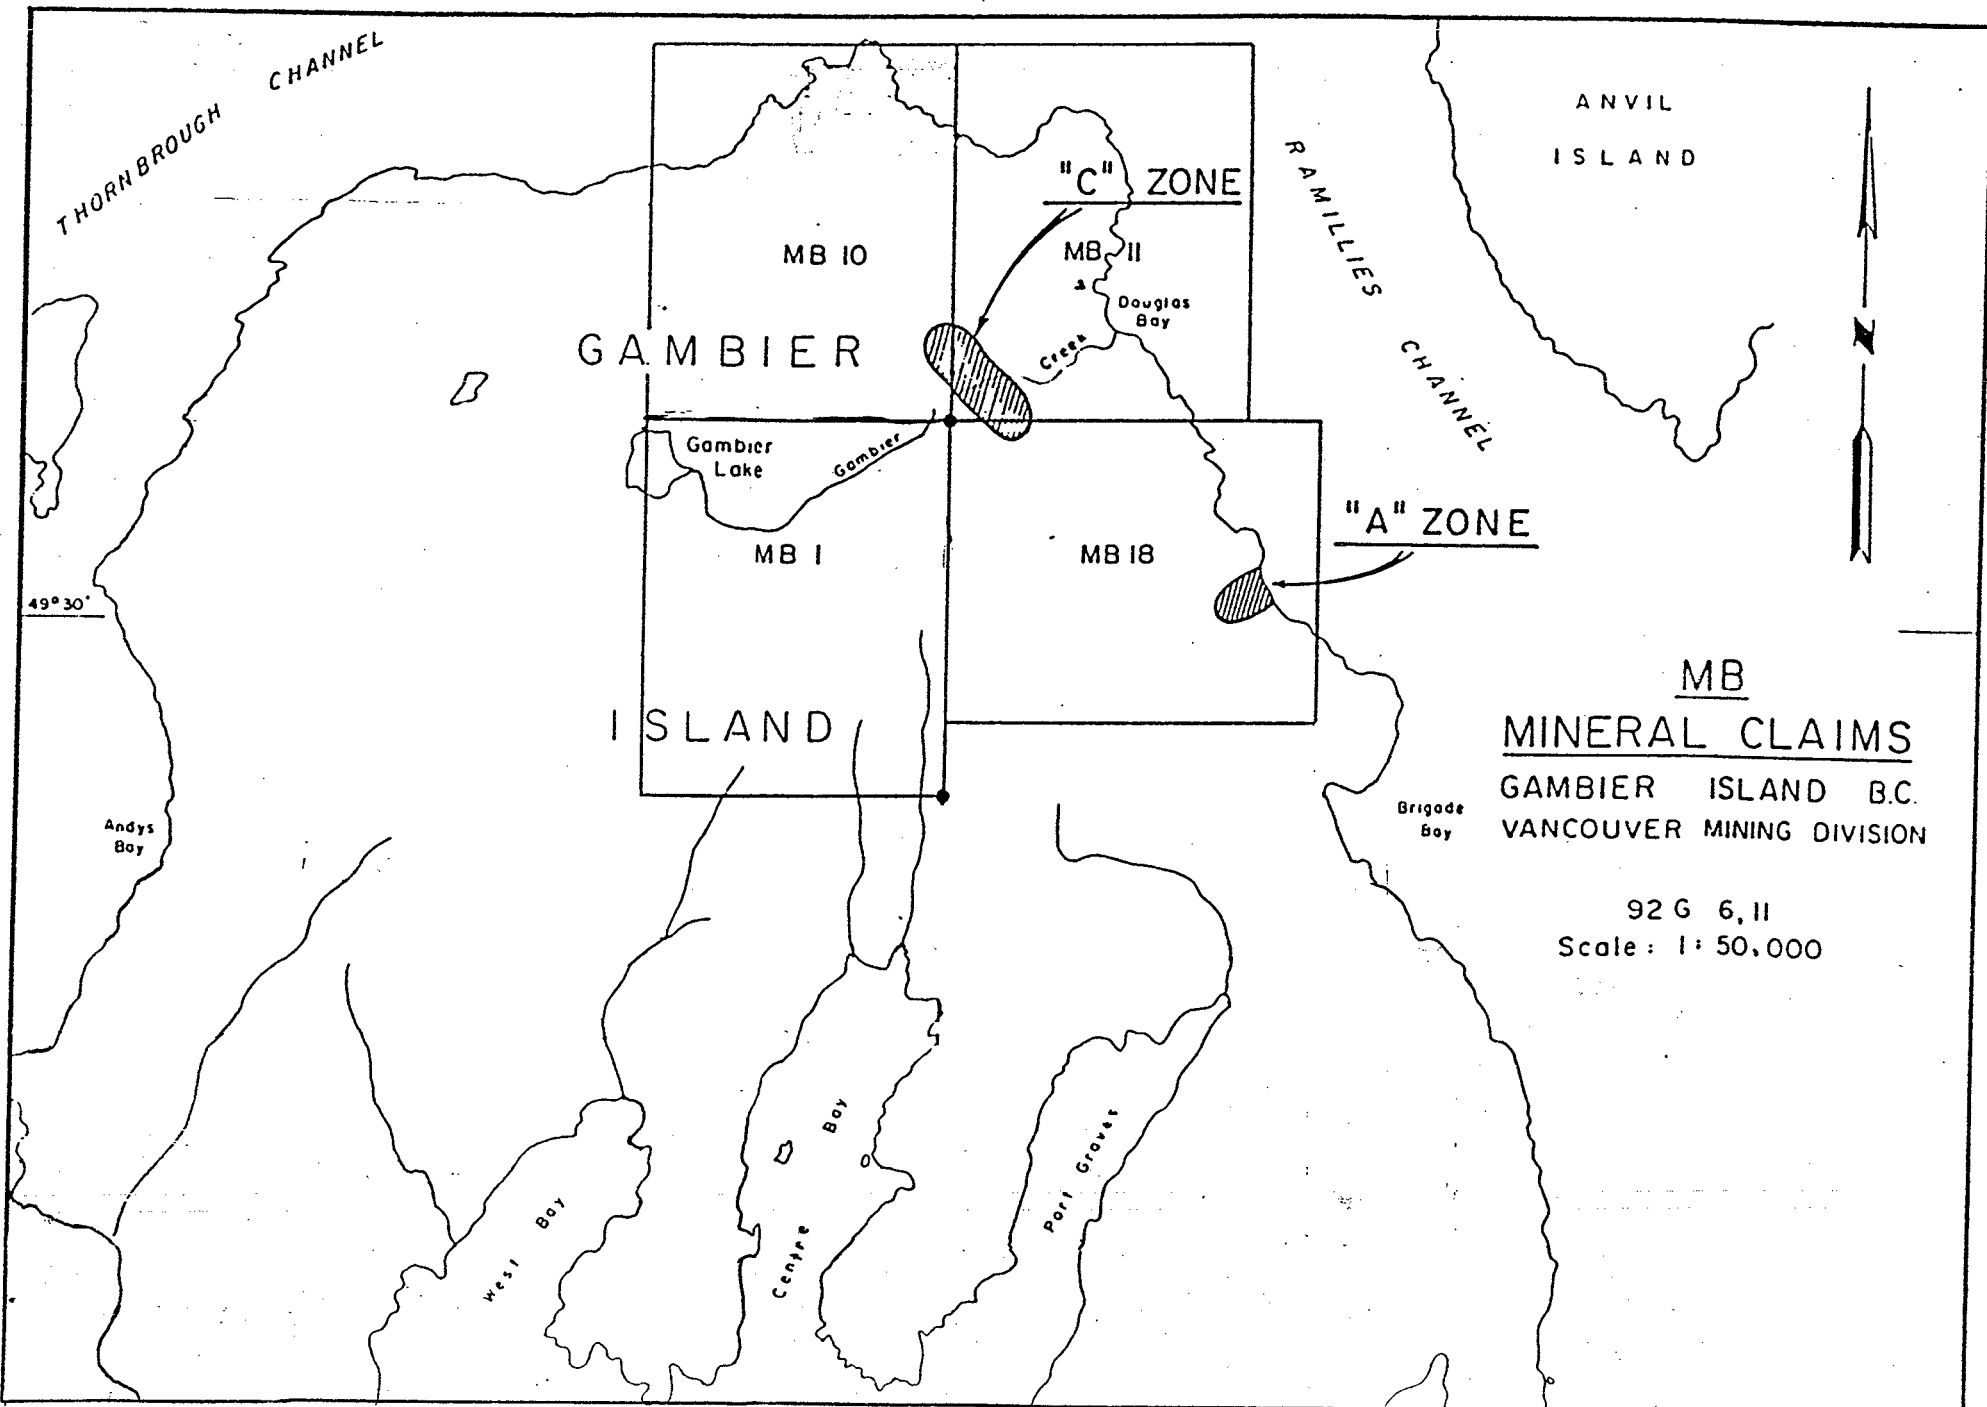 THORNBROUGH CHANNEL
ANVIL
ISLAND
RAMILLIES CHANNEL
"C" ZONE
MB 10
MB 11
Douglas
Bay
Creek
GAMBIER
N
Gambier
Lake
Gambier
"A" ZONE
MB 1
MB 18
49°30'
ISLAND
MB
MINERAL CLAIMS
GAMBIER ISLAND B.C.
VANCOUVER MINING DIVISION
92 G 6,11
Scale: 1:50,000
Brigade
Bay
Andys
Bay
West Bay
Centre Bay
Port Graves